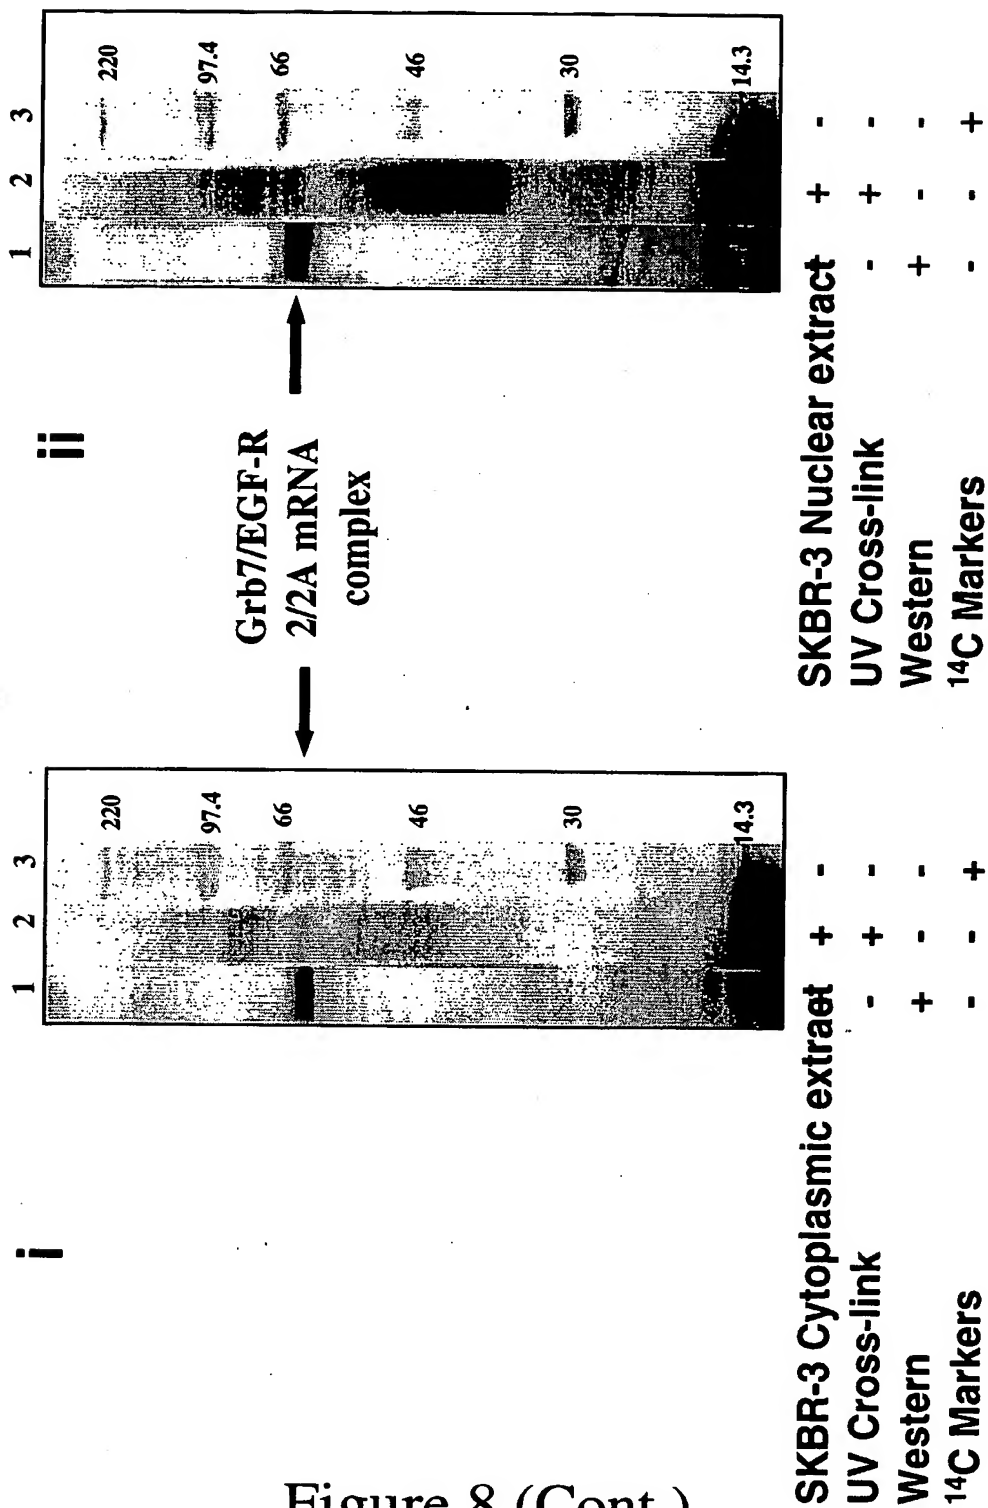 i
1 2 3
220
97.4
66
46
30
14.3
SKBR-3 Cytoplasmic extract + -
UV Cross-link - + -
Western + - -
14C Markers - - +
Grb7/EGF-R
2/2A mRNA
complex
ii
1 2 3
220
97.4
66
46
30
14.3
SKBR-3 Nuclear extract + -
UV Cross-link - + -
Western + - -
14C Markers - - +
Figure 8 (Cont.)